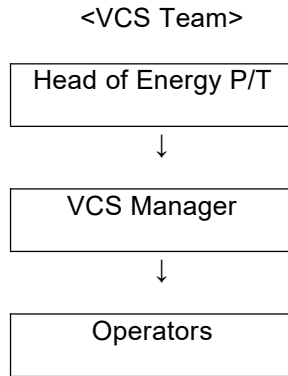 <VCS Team>
Head of Energy P/T
↓
VCS Manager
↓
Operators